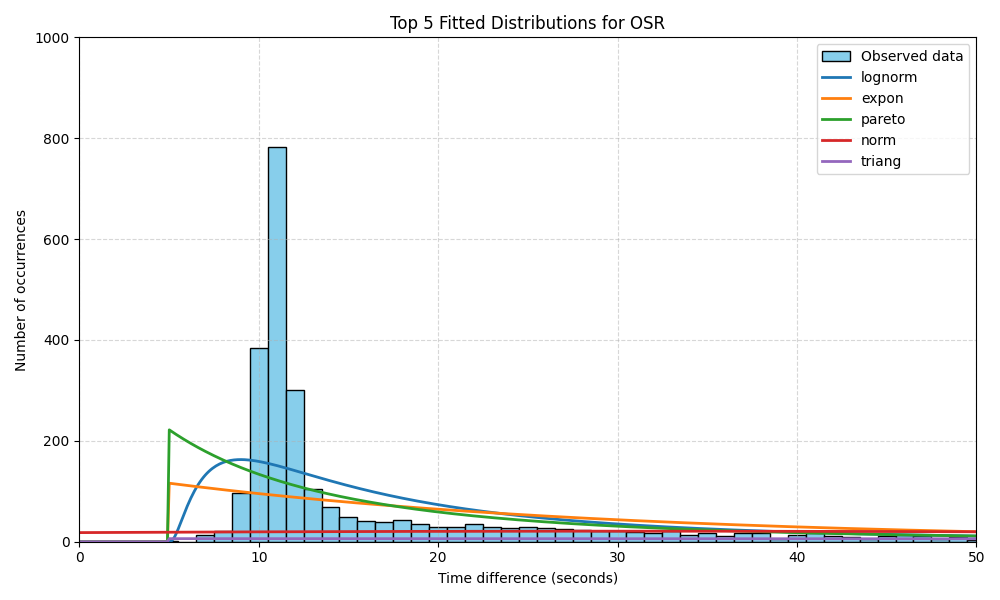 Top 5 Fitted Distributions for OSR
Number of occurrences
1000
800
600
400
200
0
Observed data
lognorm
expon
pareto
norm
triang
0 10 20 30 40 50
Time difference (seconds)